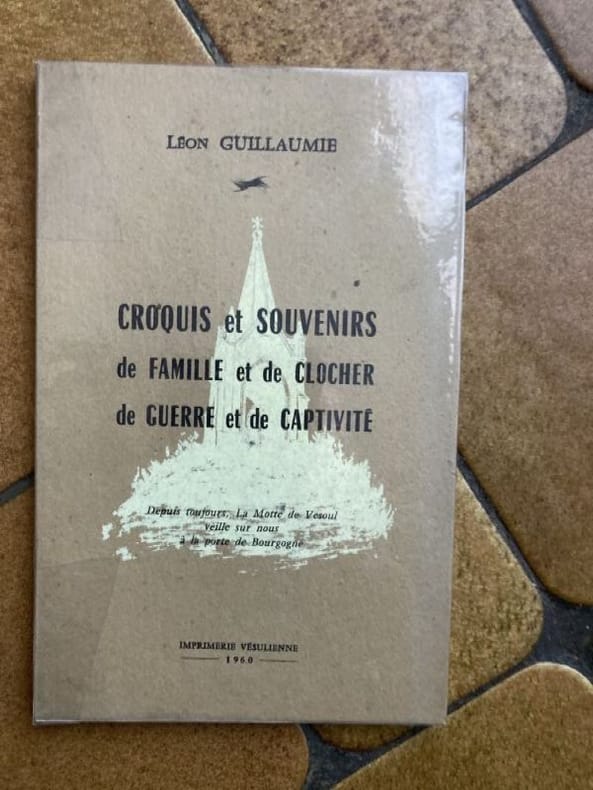 LÉON GUILLAUMIE
CROQUIS et SOUVENIRS
de FAMILLE et de CLOCHER
de GUERRE et de CAPTIVITÉ
Depuis toujours, La Motte de Vesoul
veille sur nous
à la porte de Bourgogne
IMPRIMERIE VÉSULIENNE
1960